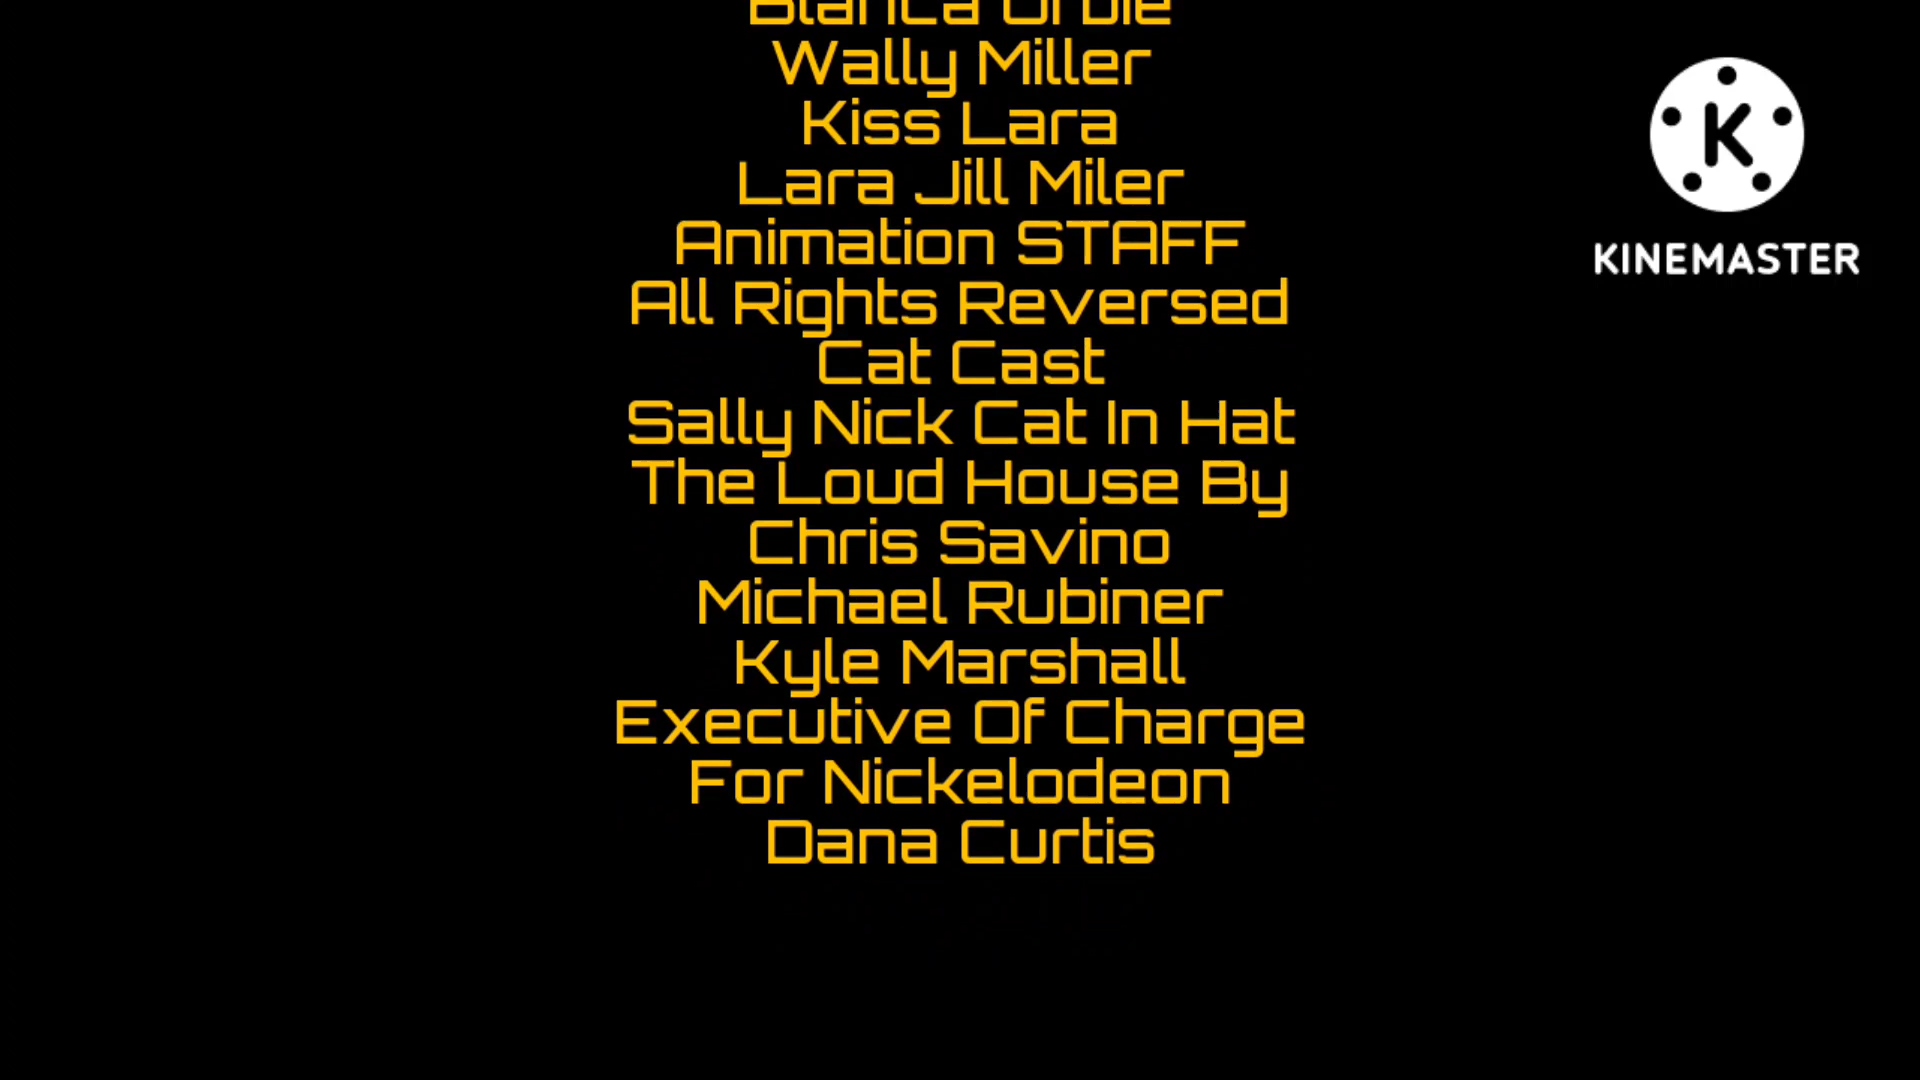 Wally Miller
Kiss Lara
Lara Jill Miler
Animation STAFF
All Rights Reversed
Cat Cast
Sally Nick Cat In Hat
The Loud House By
Chris Savino
Michael Rubiner
Kyle Marshall
Executive Of Charge
For Nickelodeon
Dana Curtis
K
KINEMASTER